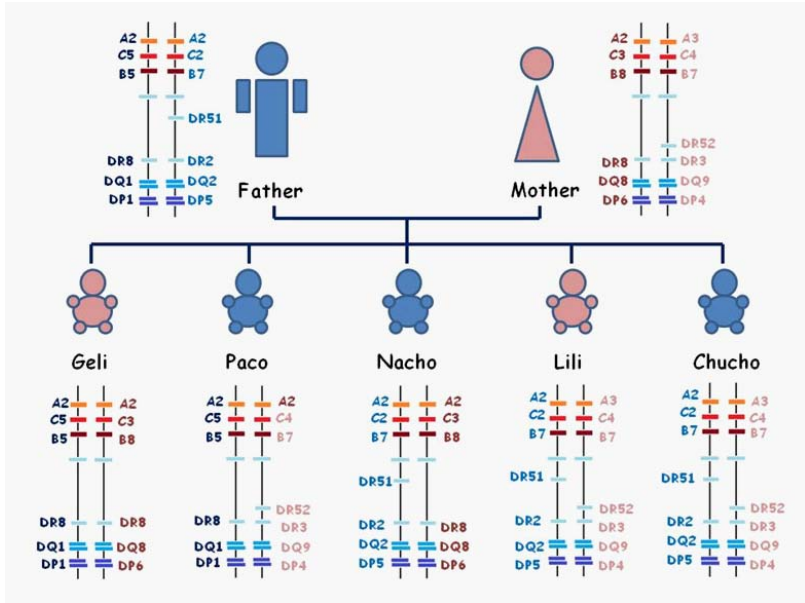 A2 A2
C5 C2
B5 B7
DR51
DR8 DR2
DQ1 DQ2
DP1 DP5
Father
A2 A3
C3 C4
B8 B7
DR52
DR8 DR3
DQ8 DQ9
DP6 DP4
Mother
Geli
A2 A2
C5 C3
B5 B8
DR8 DR8
DQ1 DQ8
DP1 DP6
Paco
A2 A2
C5 C4
B5 B7
DR52
DR8 DR3
DQ1 DQ9
DP1 DP4
Nacho
A2 A2
C2 C3
B7 B8
DR51
DR2 DR8
DQ2 DQ8
DP5 DP6
Lili
A2 A3
C2 C4
B7 B7
DR51
DR52
DR2 DR3
DQ2 DQ9
DP5 DP4
Chucho
A2 A3
C2 C4
B7 B7
DR51
DR52
DR2 DR3
DQ2 DQ9
DP5 DP4